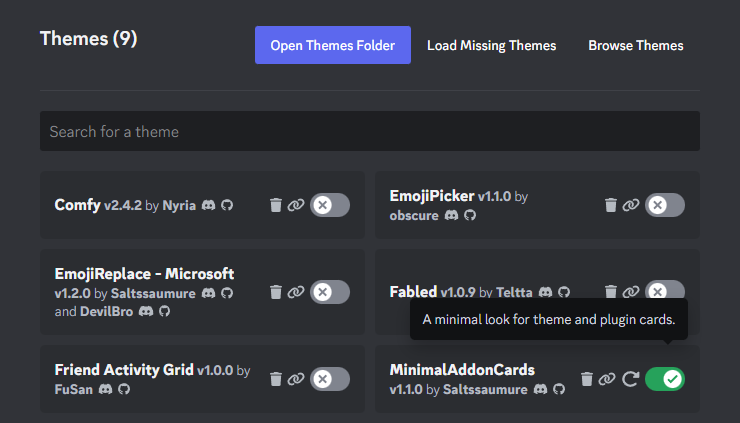 Themes (9)
Open Themes Folder
Load Missing Themes
Browse Themes
Search for a theme
Comfy v2.4.2 by Nyria
EmojiPicker v1.1.0 by
obscure
EmojiReplace - Microsoft
v1.2.0 by Saltssaumure
and DevilBro
Fabled v1.0.9 by Teltta
A minimal look for theme and plugin cards.
Friend Activity Grid v1.0.0 by
FuSan
MinimalAddonCards
v1.1.0 by Saltssaumure